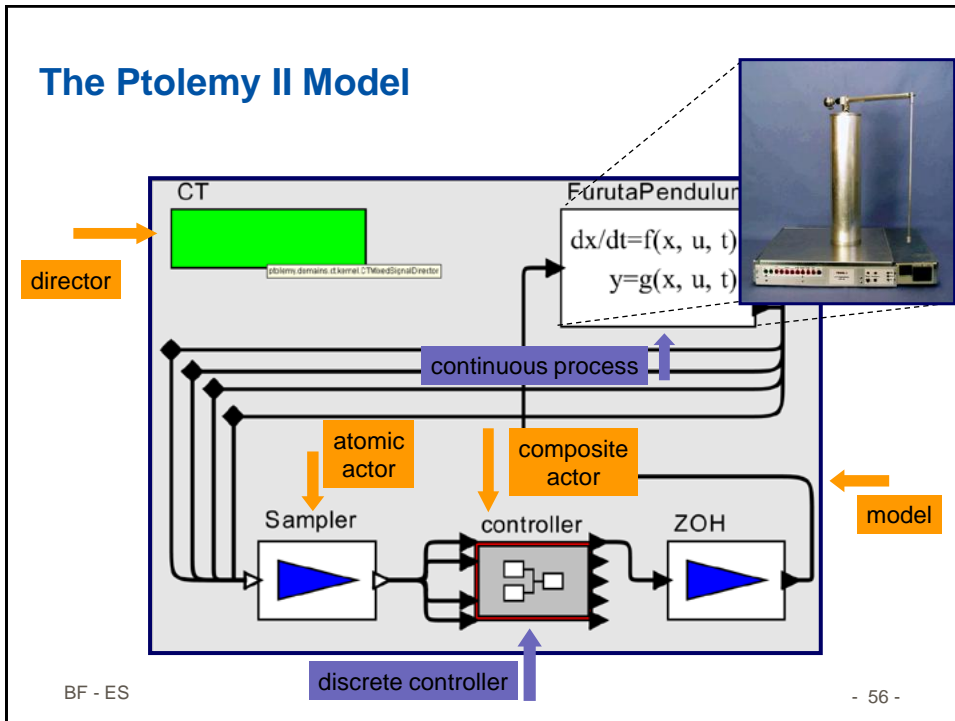 The Ptolemy II Model
CT
FurutaPendulum
dx/dt=f(x, u, t)
y=g(x, u, t)
ptolemy.domains.ct.kernel.CTMixedSignalDirector
director
continuous process
atomic
actor
composite
actor
model
Sampler
controller
ZOH
discrete controller
BF - ES
- 56 -